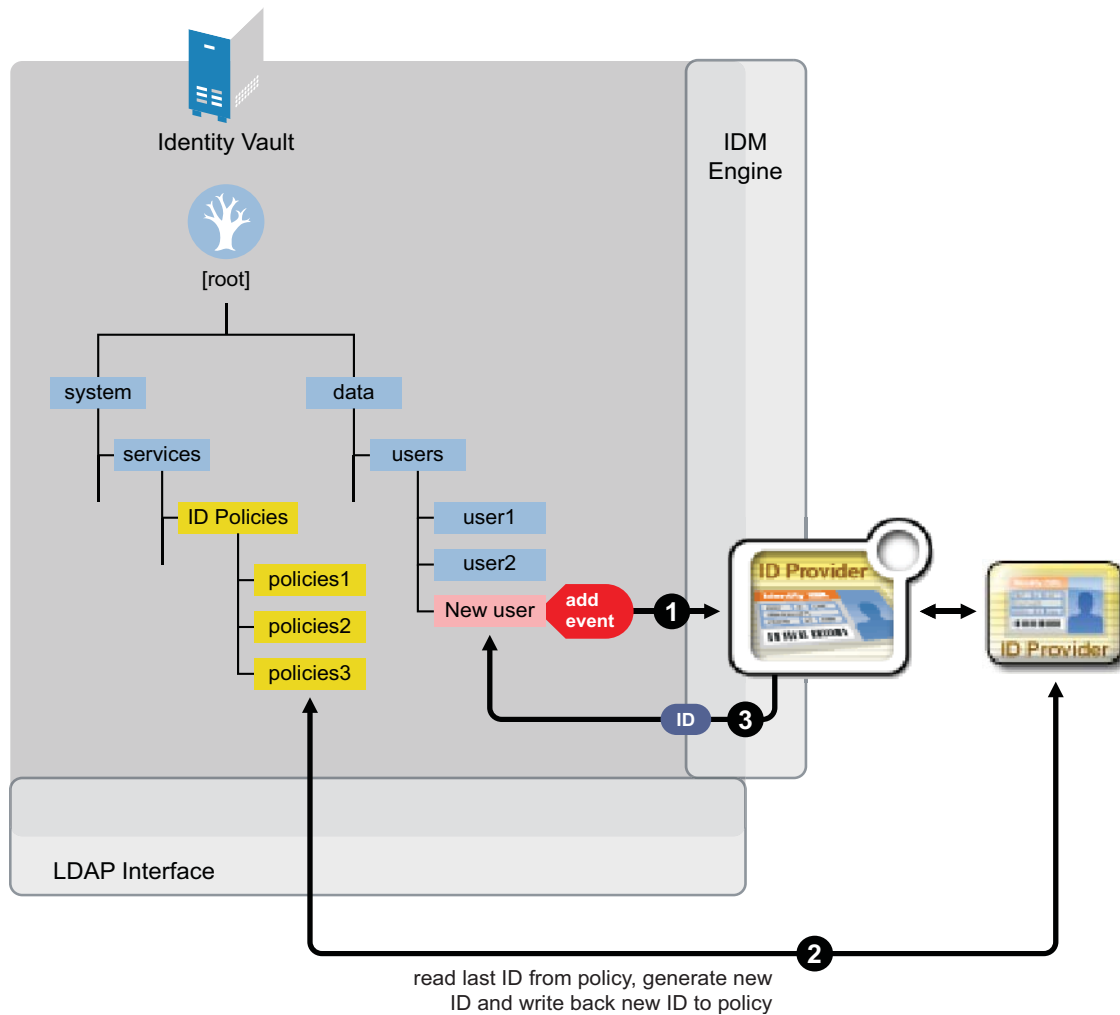 Identity Vault
IDM
Engine
[root]
system
data
services
users
ID Policies
user1
user2
policies1
policies2
policies3
New user
add
event
1
ID Provider
ID Provider
ID
3
LDAP Interface
2
read last ID from policy, generate new
ID and write back new ID to policy